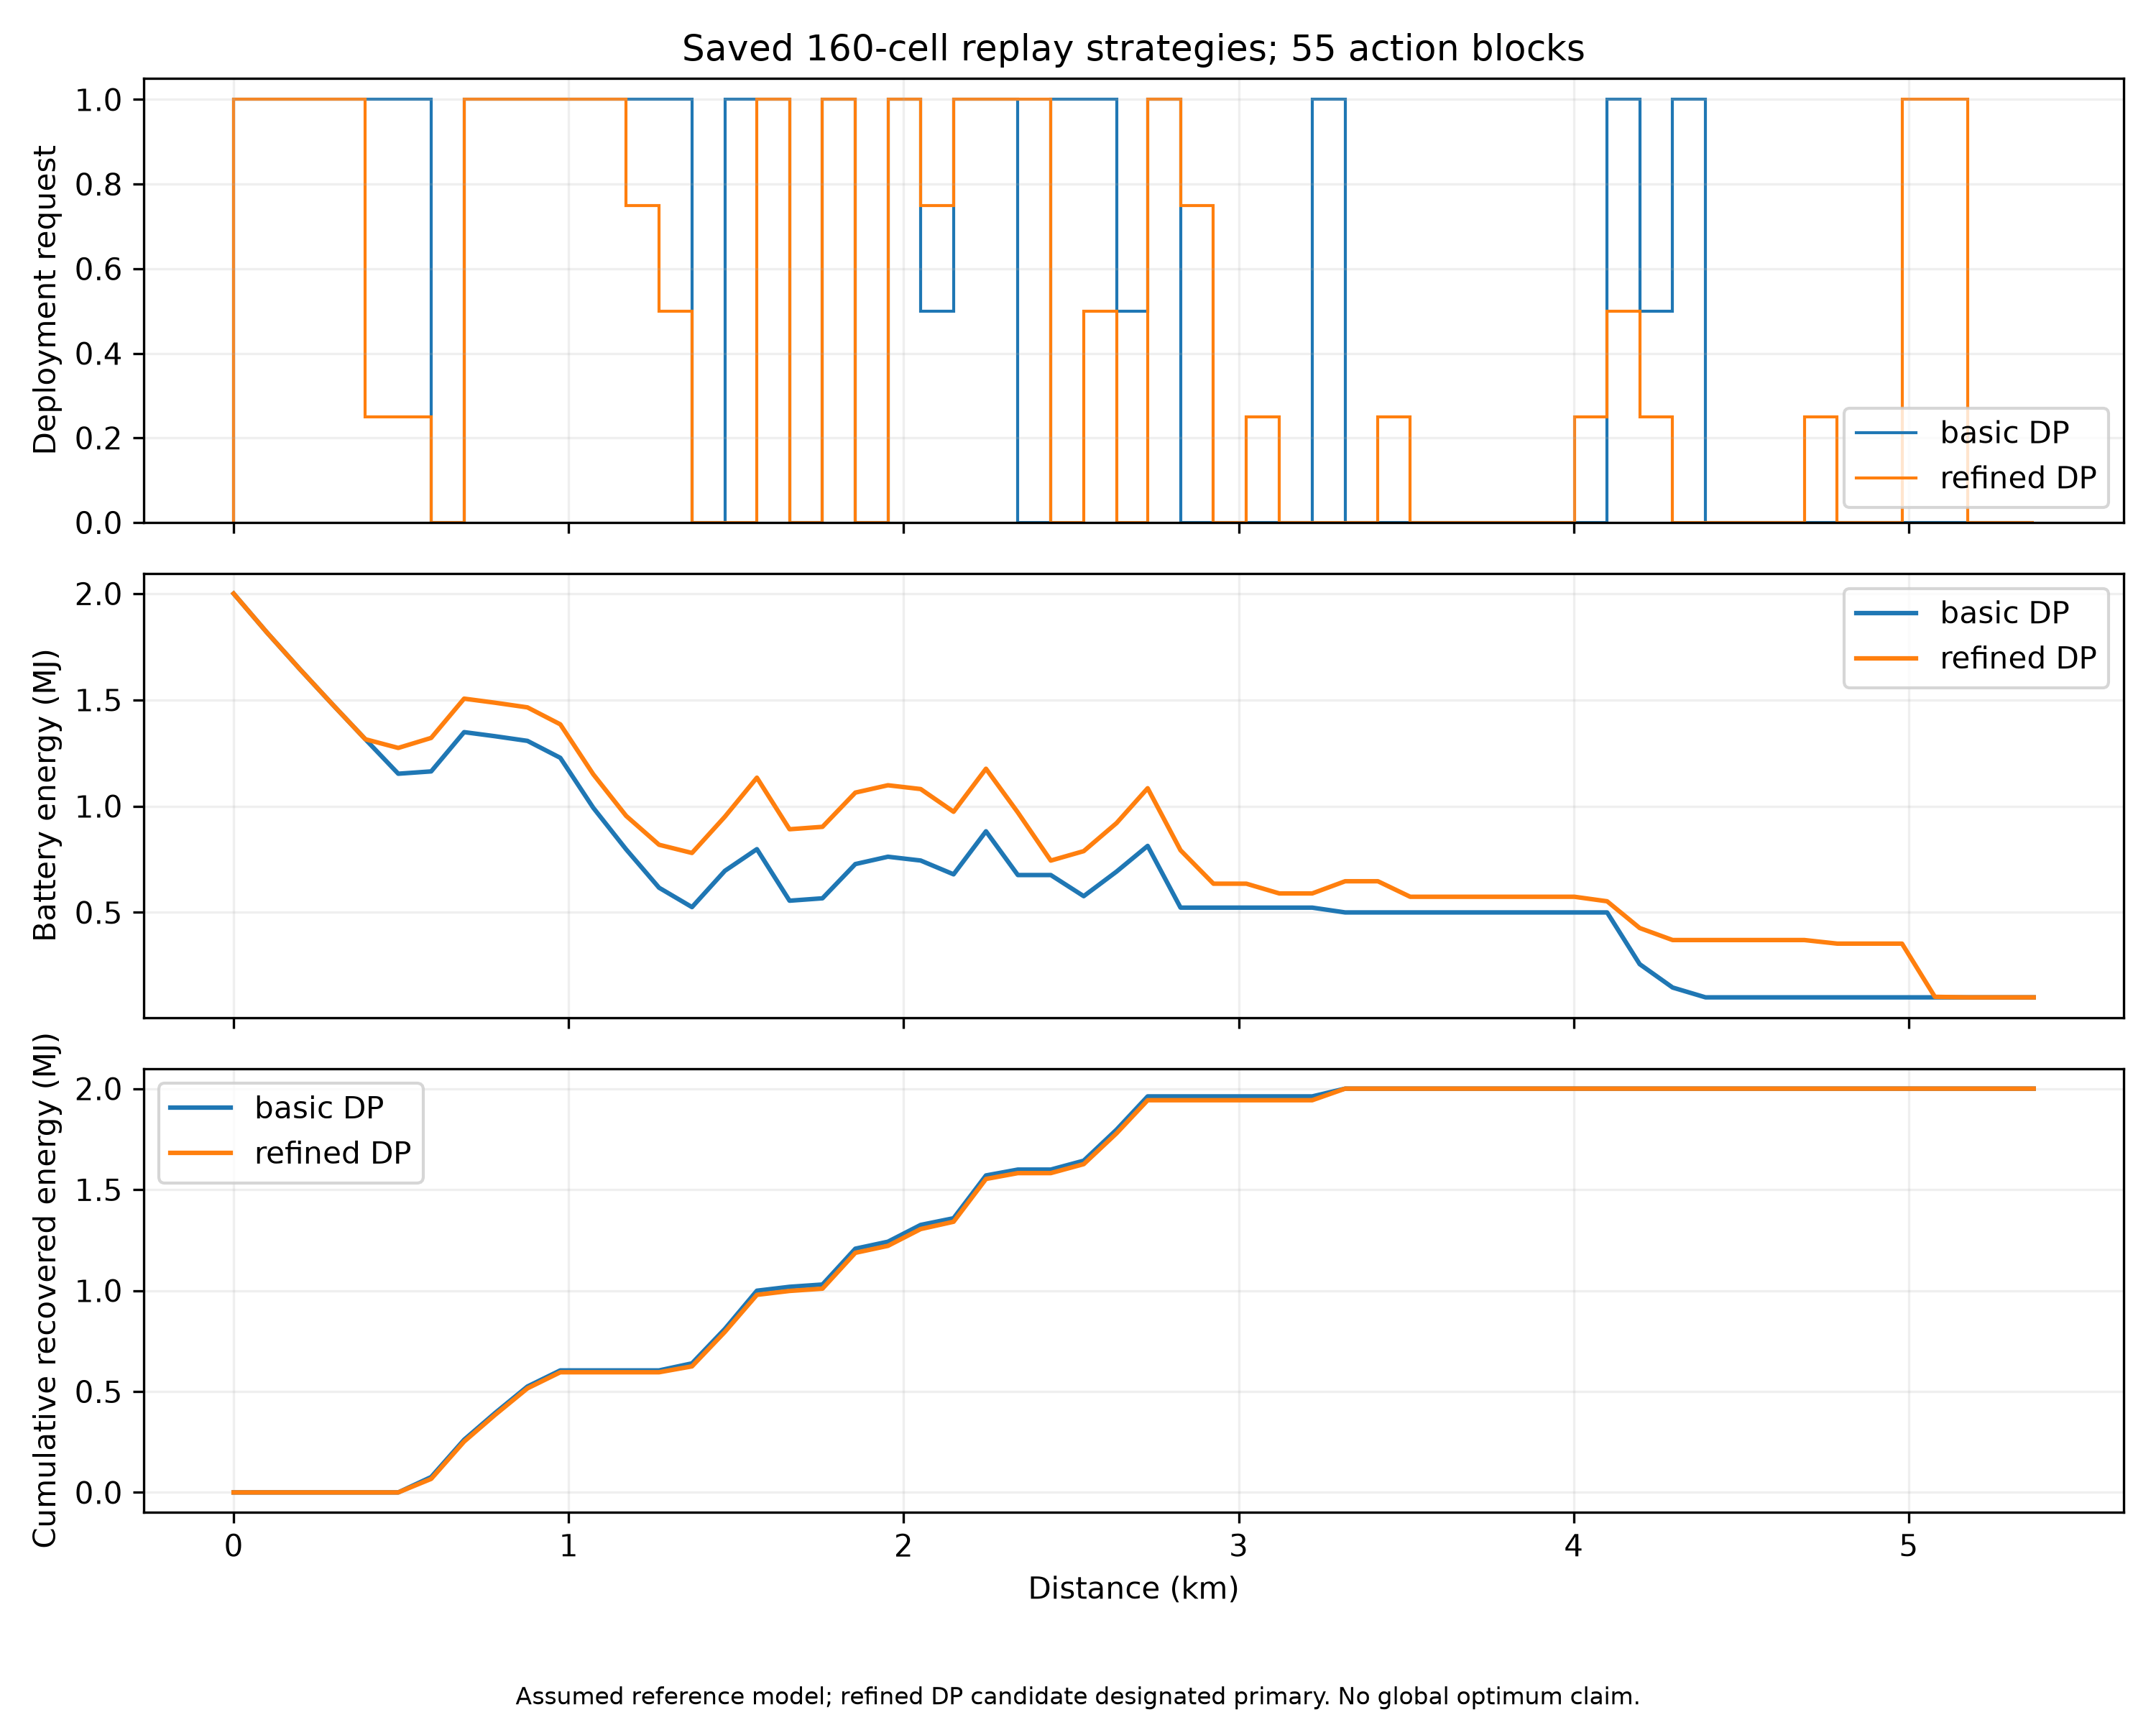 Saved 160-cell replay strategies; 55 action blocks
Deployment request
1.0
0.8
0.6
0.4
0.2
0.0
basic DP
refined DP
Battery energy (MJ)
2.0
1.5
1.0
0.5
basic DP
refined DP
Cumulative recovered energy (MJ)
2.0
1.5
1.0
0.5
0.0
basic DP
refined DP
0 1 2 3 4 5
Distance (km)
Assumed reference model; refined DP candidate designated primary. No global optimum claim.